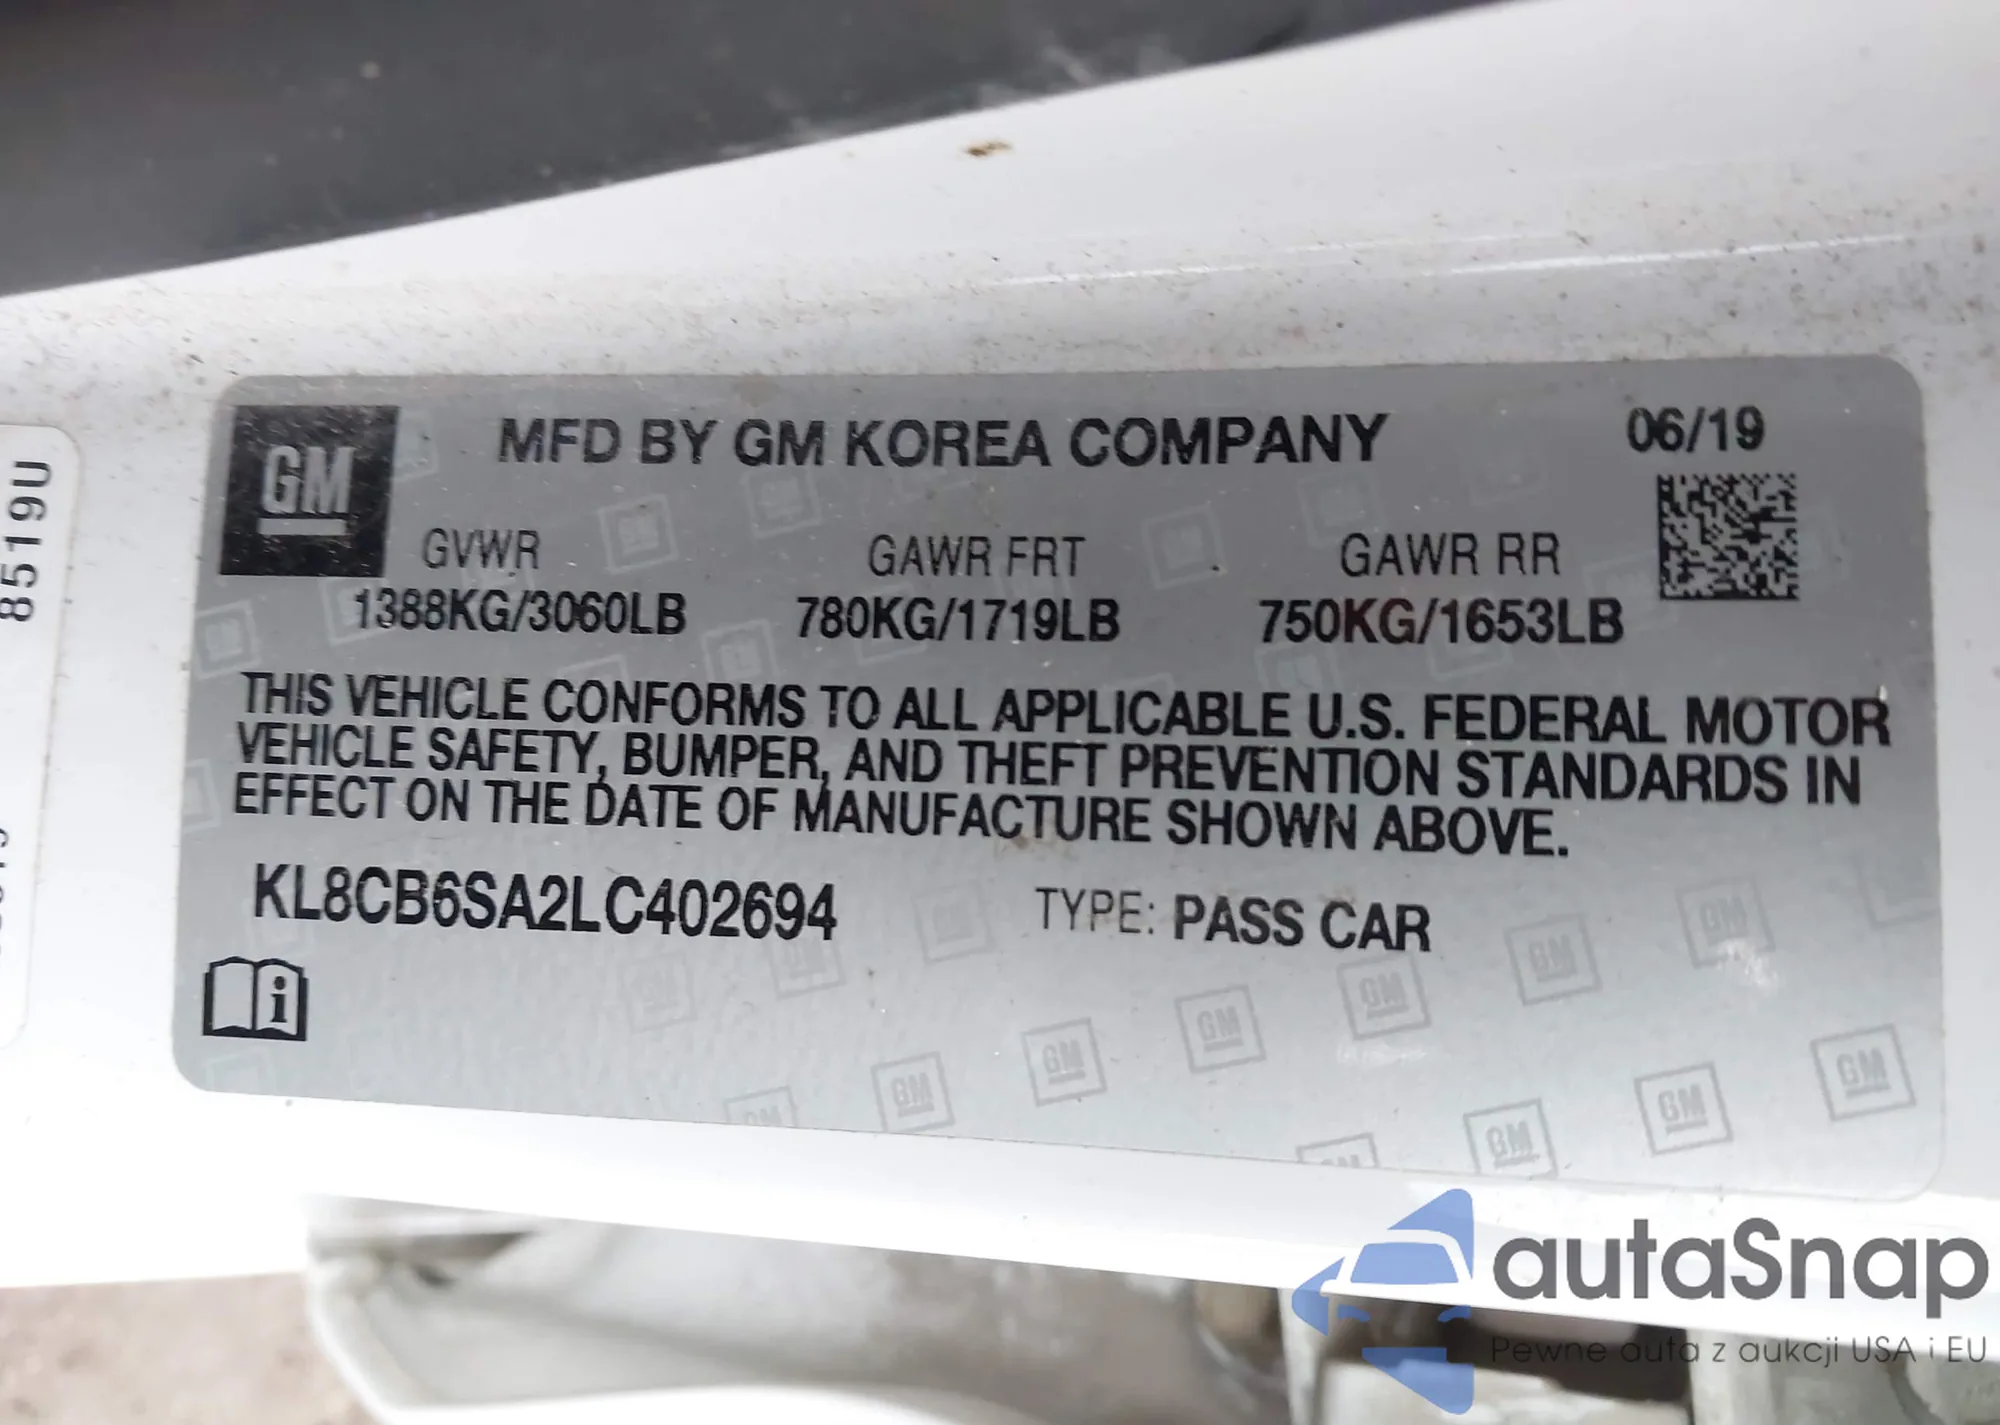 GM
MFD BY GM KOREA COMPANY
06/19
GVWR
GAWR FRT
GAWR RR
1388KG/3060LB
780KG/1719LB
750KG/1653LB
THIS VEHICLE CONFORMS TO ALL APPLICABLE U.S. FEDERAL MOTOR
VEHICLE SAFETY, BUMPER, AND THEFT PREVENTION STANDARDS IN
EFFECT ON THE DATE OF MANUFACTURE SHOWN ABOVE.
KL8CB6SA2LC402694
TYPE: PASS CAR
i
8519U
autaSnap
Pewne auta z aukcji USA i EU